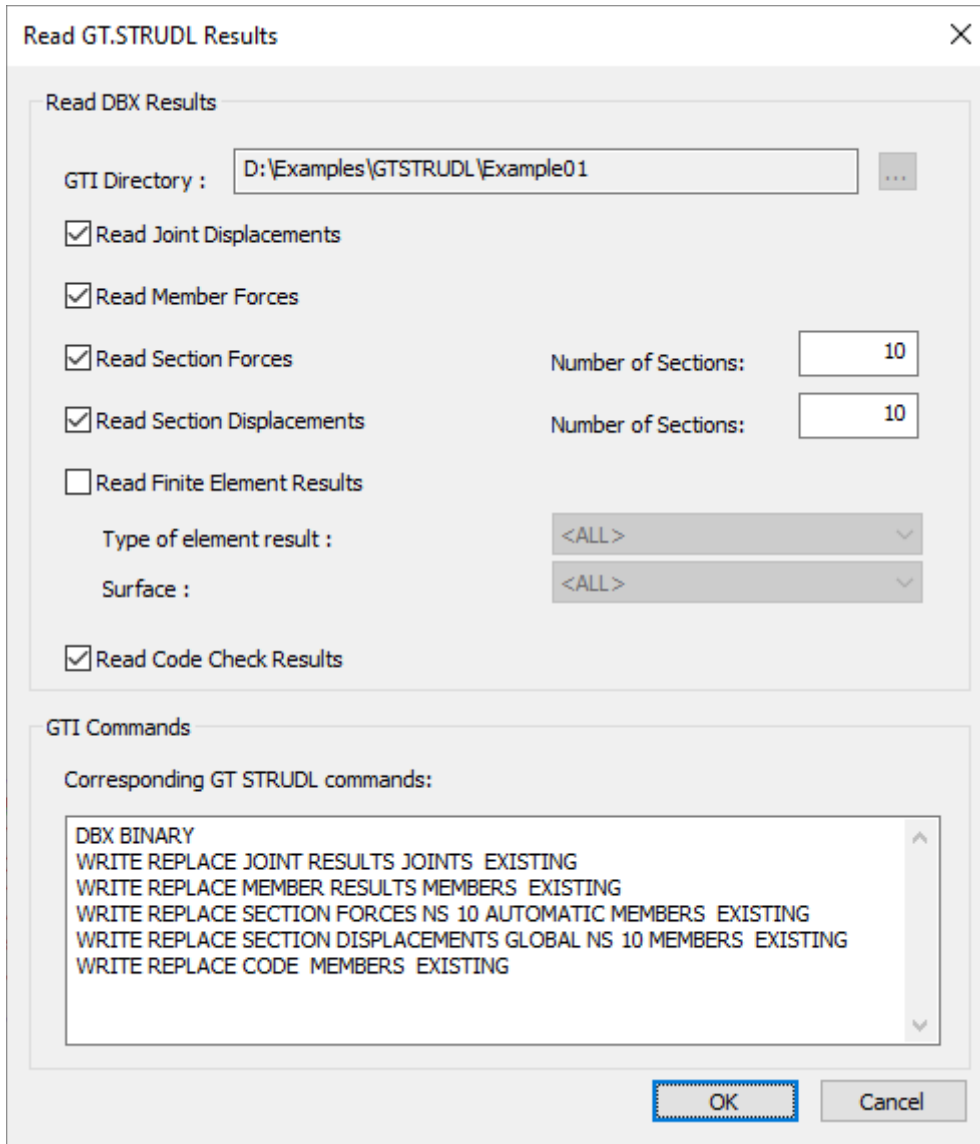 Read GT.STRUDL Results
Read DBX Results
GTI Directory : D:\Examples\GTSTRUDL\Example01 ...
Read Joint Displacements
Read Member Forces
Read Section Forces Number of Sections: 10
Read Section Displacements Number of Sections: 10
Read Finite Element Results
Type of element result : <ALL>
Surface : <ALL>
Read Code Check Results
GTI Commands
Corresponding GT STRUDL commands:
DBX BINARY
WRITE REPLACE JOINT RESULTS JOINTS  EXISTING
WRITE REPLACE MEMBER RESULTS MEMBERS  EXISTING
WRITE REPLACE SECTION FORCES NS 10 AUTOMATIC MEMBERS  EXISTING
WRITE REPLACE SECTION DISPLACEMENTS GLOBAL NS 10 MEMBERS  EXISTING
WRITE REPLACE CODE  MEMBERS  EXISTING
OK Cancel